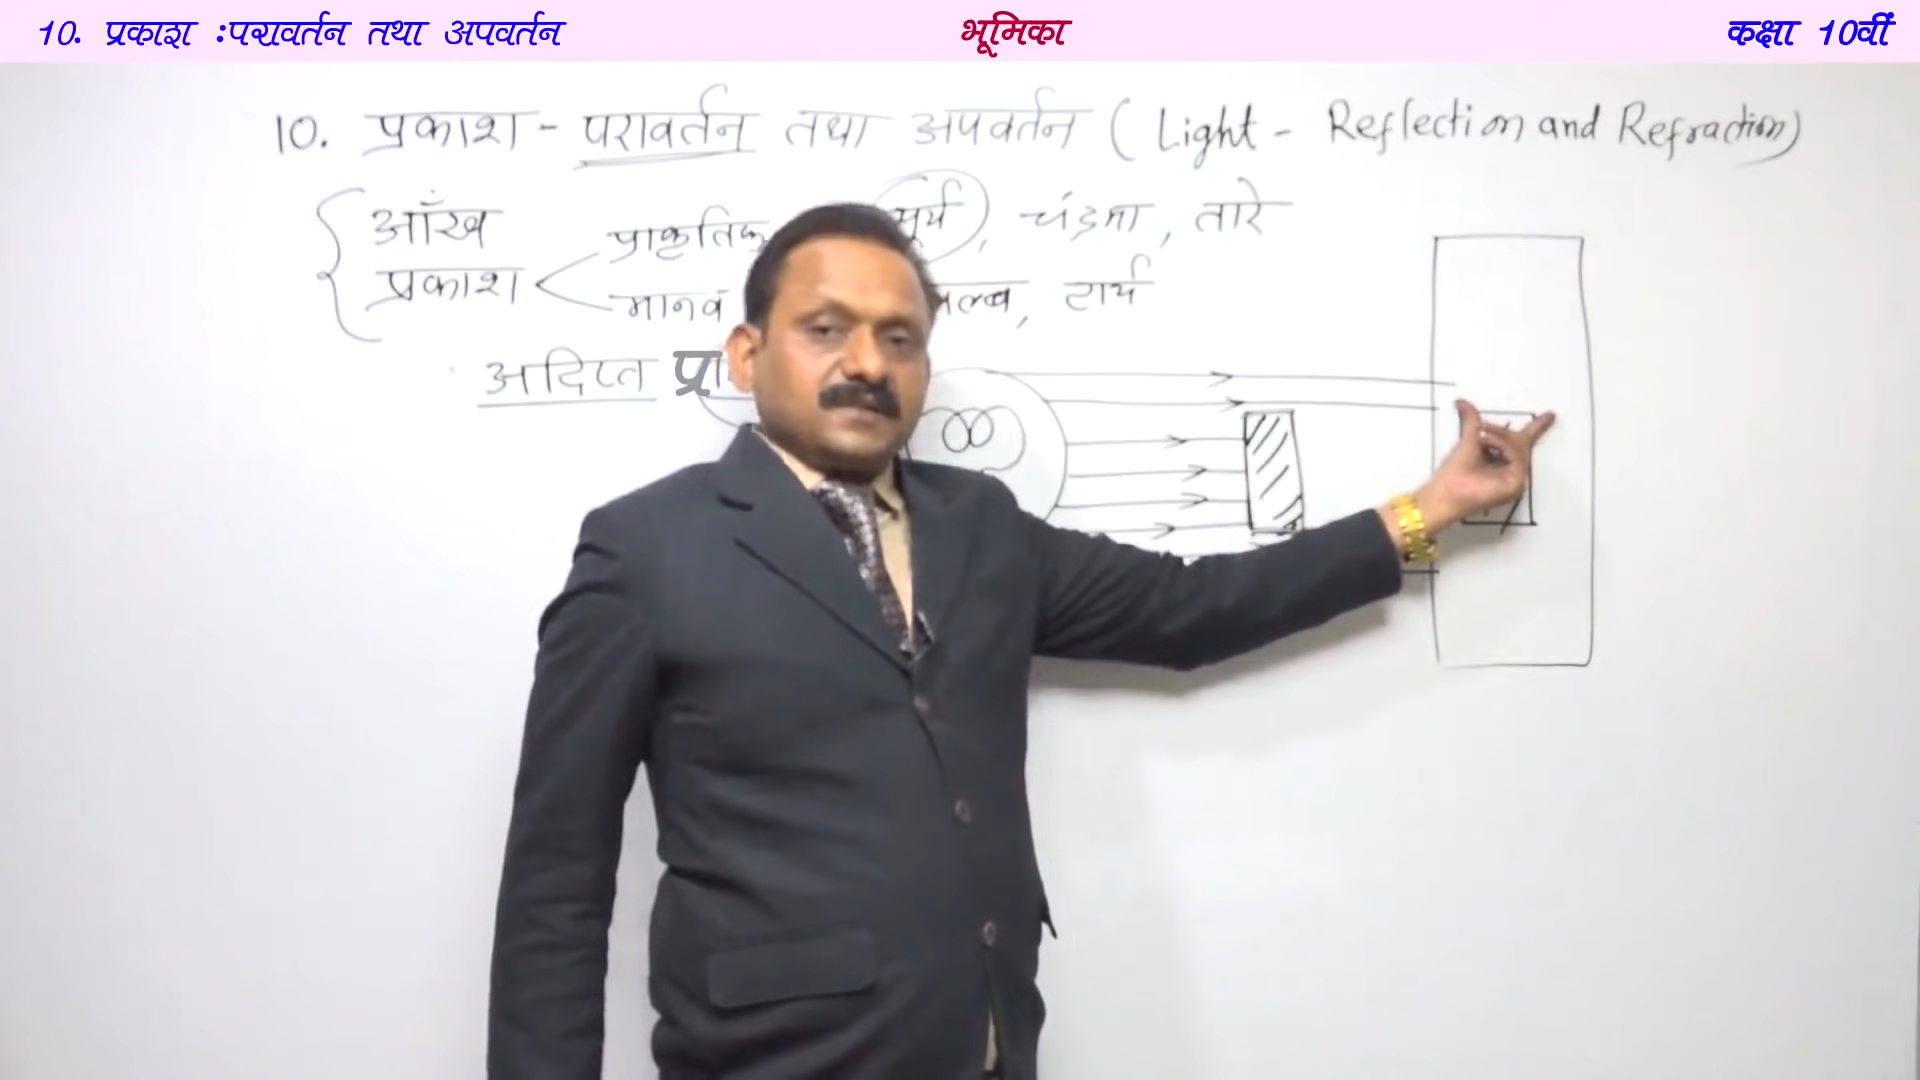 10. प्रकाश :परावर्तन तथा अपवर्तन
भूमिका
कक्षा 10वीं
10. प्रकाश - परावर्तन तथा अपवर्तन ( Light - Reflection and Refraction)
आँख
प्राकृतिक सूर्य, चंद्रमा, तारे
प्रकाश
मानव बल्ब, टार्च
अदिप्त